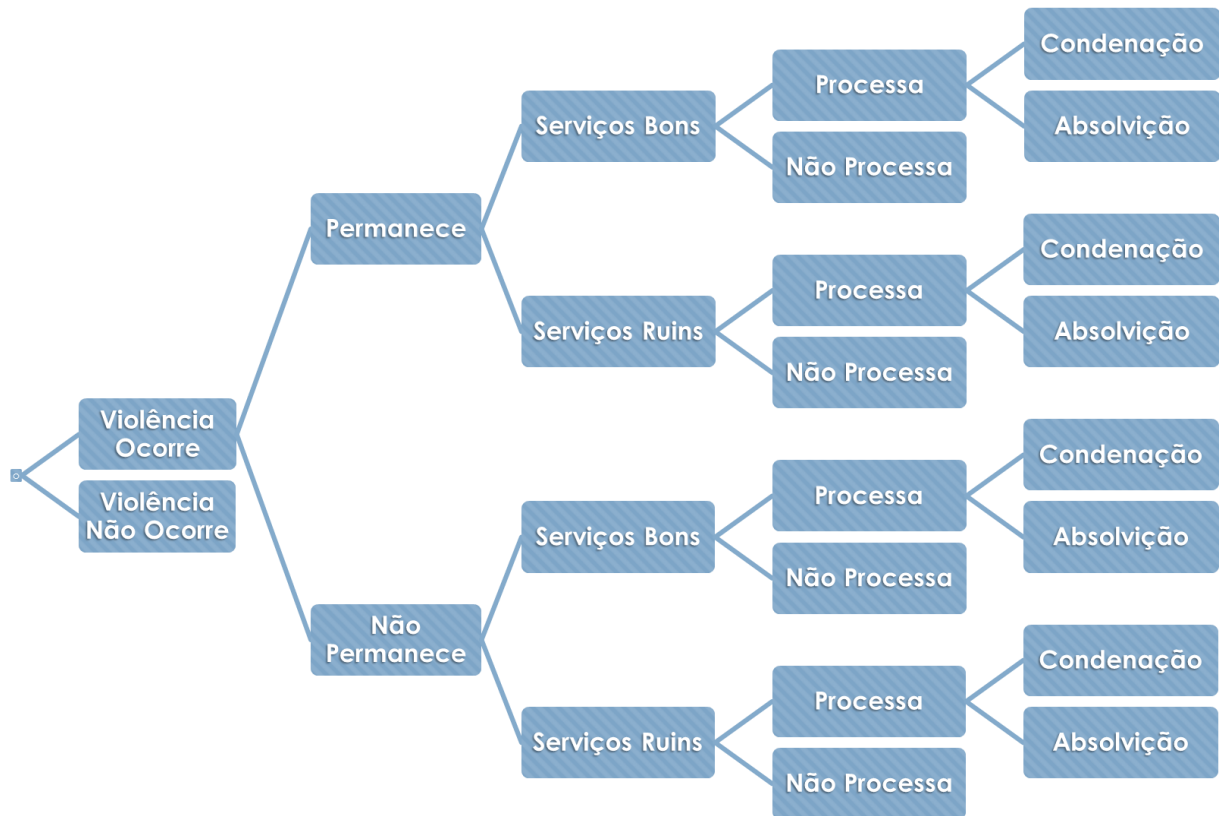 Condenação
Processa
Absolvição
Serviços Bons
Não Processa
Permanece
Condenação
Processa
Absolvição
Serviços Ruins
Não Processa
Violência
Ocorre
Violência
Não Ocorre
Condenação
Processa
Absolvição
Serviços Bons
Não Processa
Não
Permanece
Condenação
Processa
Absolvição
Serviços Ruins
Não Processa